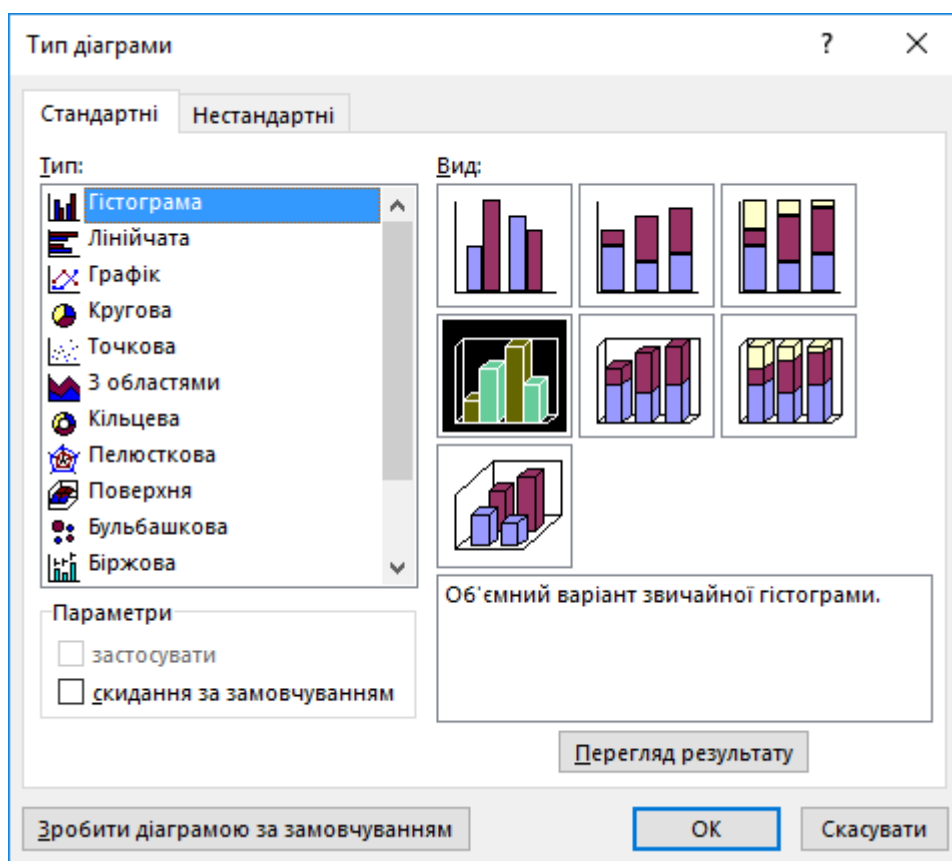 Тип діаграми
?
Стандартні
Нестандартні
Тип:
Вид:
Гістограма
Лінійчата
Графік
Кругова
Точкова
З областями
Кільцева
Пелюсткова
Поверхня
Бульбашкова
Біржова
Параметри
застосувати
скидання за замовчуванням
Об'ємний варіант звичайної гістограми.
Перегляд результату
Зробити діаграмою за замовчуванням
ОК
Скасувати